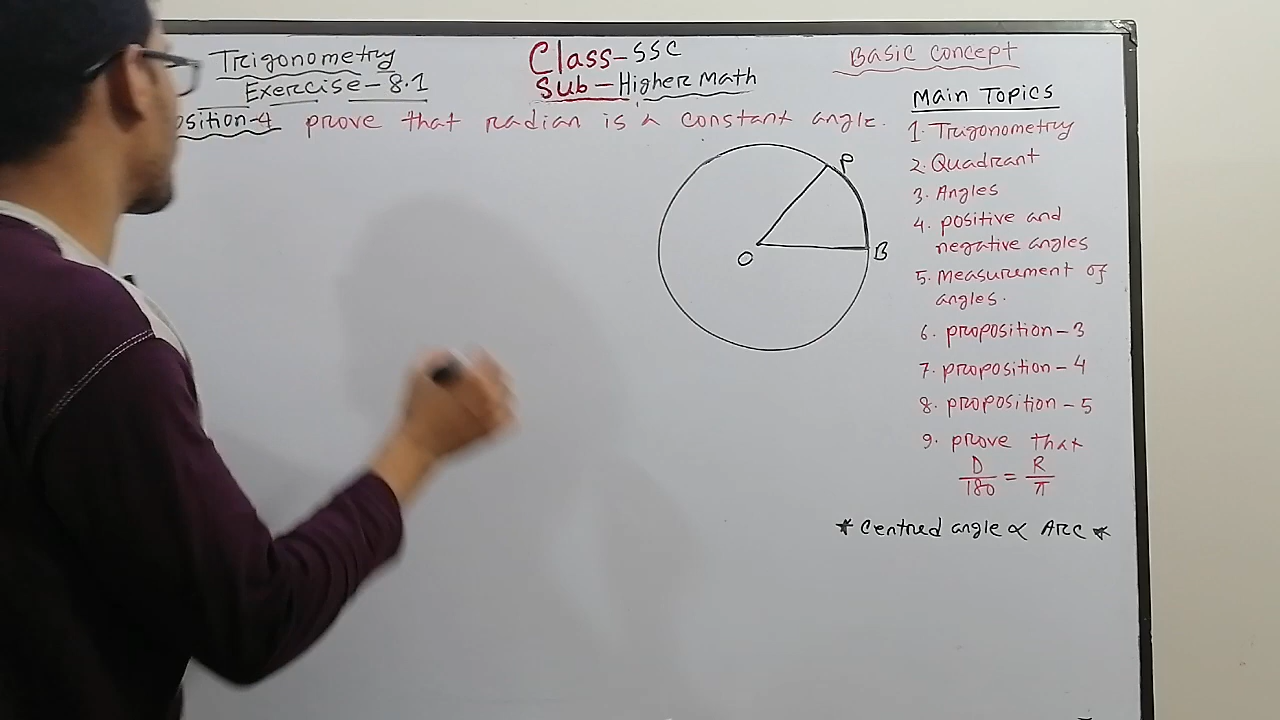 Trigonometry
Exercise-8.1
Class-SSC
Sub-Higher Math
Basic Concept
sition-4 prove that radian is a constant angle.
P
O
B
Main Topics
1. Trigonometry
2. Quadrant
3. Angles
4. positive and
negative angles
5. Measurement of
angles.
6. proposition-3
7. proposition-4
8. proposition-5
9. prove that
D/180 = R/π
* Centred angle ∝ Arc *